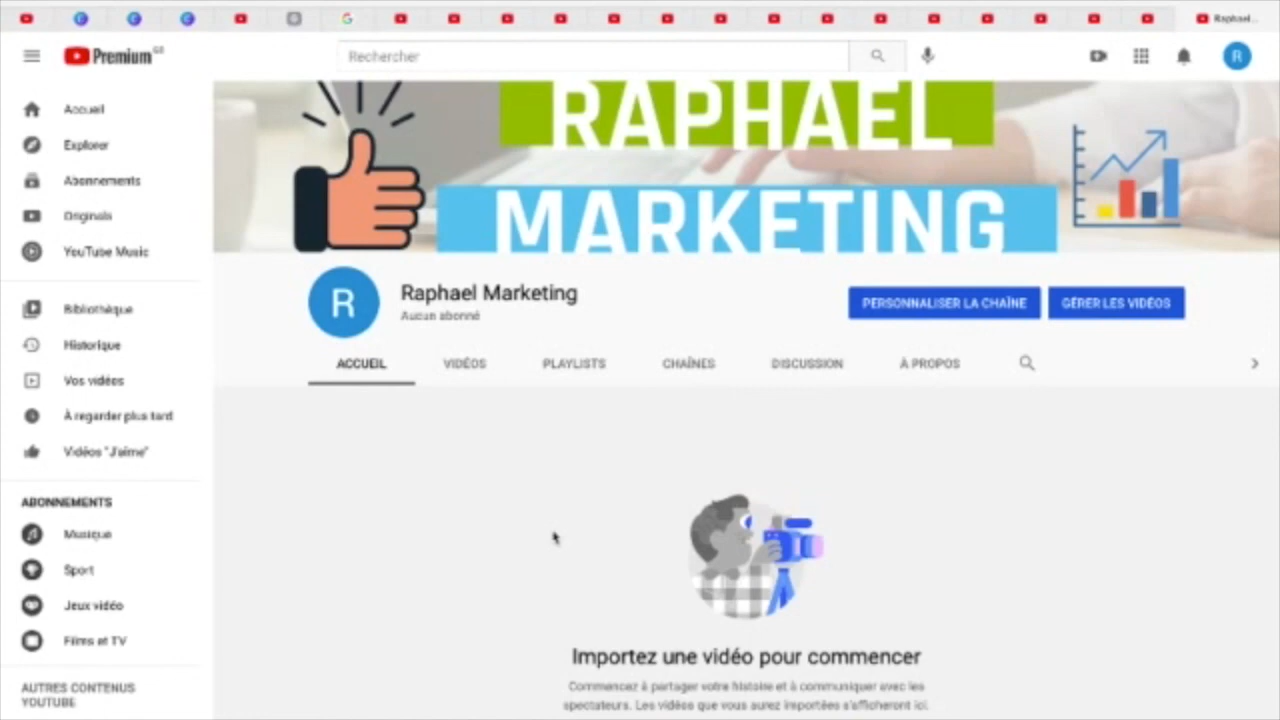 Raphael...
Premium GB
Rechercher
R
Accueil
Explorer
Abonnements
Originals
YouTube Music
Bibliothèque
Historique
Vos vidéos
À regarder plus tard
Vidéos "J'aime"
ABONNEMENTS
Musique
Sport
Jeux vidéo
Films et TV
AUTRES CONTENUS
YOUTUBE
RAPHAEL
MARKETING
R
Raphael Marketing
Aucun abonné
PERSONNALISER LA CHAÎNE
GÉRER LES VIDÉOS
ACCUEIL
VIDÉOS
PLAYLISTS
CHAÎNES
DISCUSSION
À PROPOS
Importez une vidéo pour commencer
Commencez à partager votre histoire et à communiquer avec les
spectateurs. Les vidéos que vous aurez importées s'afficheront ici.